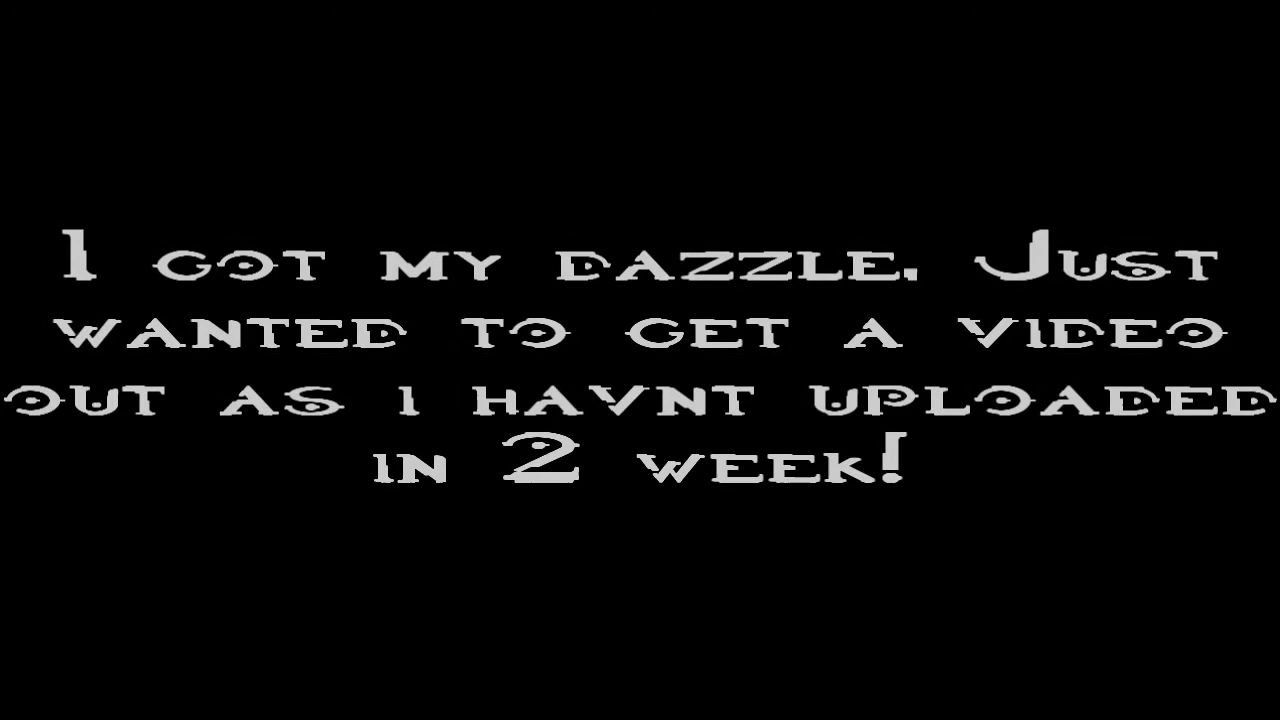 I got my dazzle. Just
wanted to get a video
out as i havnt uploaded
in 2 week!